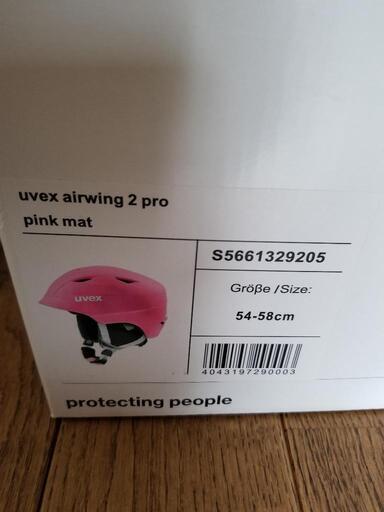 uvex airwing 2 pro
pink mat
S5661329205
uvex
Größe /Size:
54-58cm
4043197290003
protecting people